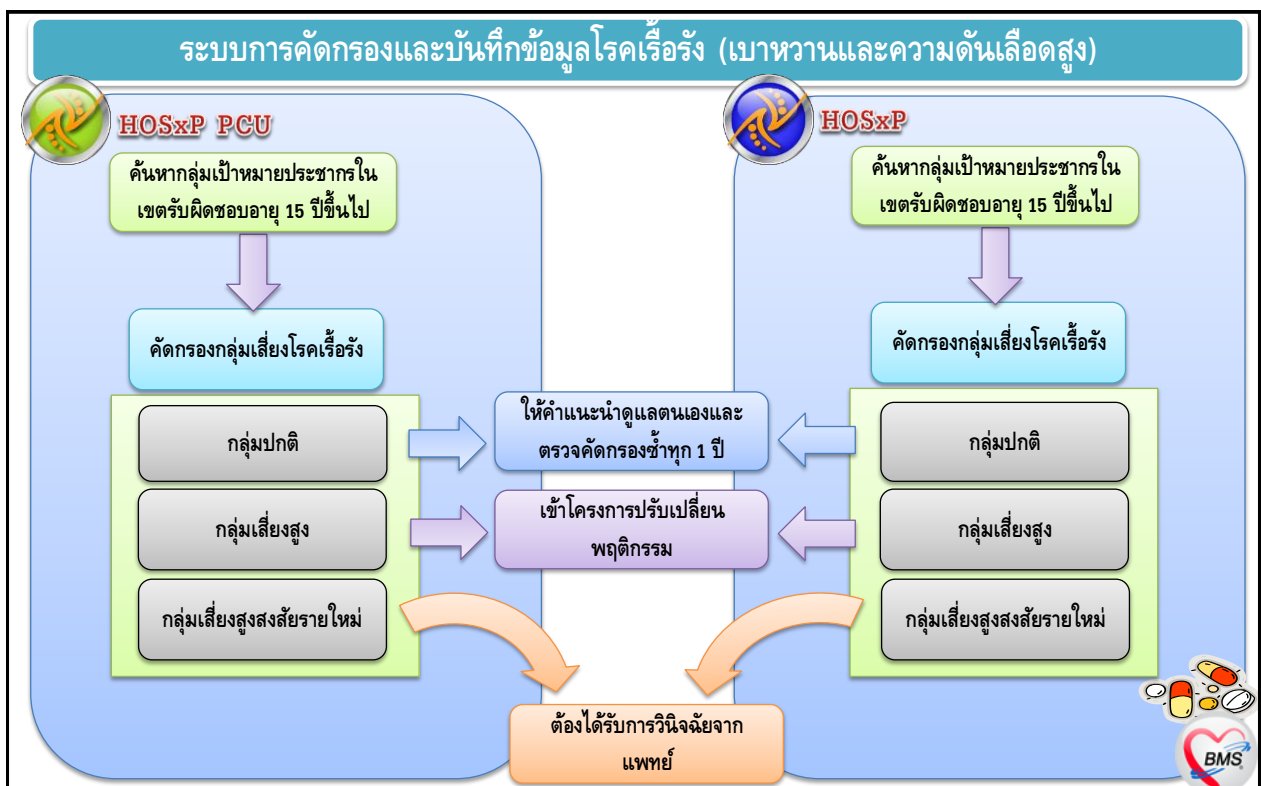 ระบบการคัดกรองและบันทึกข้อมูลโรคเรื้อรัง (เบาหวานและความดันเลือดสูง)
HOSxP PCU
ค้นหากลุ่มเป้าหมายประชากรใน
เขตรับผิดชอบอายุ 15 ปีขึ้นไป
คัดกรองกลุ่มเสี่ยงโรคเรื้อรัง
กลุ่มปกติ
กลุ่มเสี่ยงสูง
กลุ่มเสี่ยงสูงสงสัยรายใหม่
ให้คำแนะนำดูแลตนเองและ
ตรวจคัดกรองซ้ำทุก 1 ปี
เข้าโครงการปรับเปลี่ยน
พฤติกรรม
ต้องได้รับการวินิจฉัยจาก
แพทย์
HOSxP
ค้นหากลุ่มเป้าหมายประชากรใน
เขตรับผิดชอบอายุ 15 ปีขึ้นไป
คัดกรองกลุ่มเสี่ยงโรคเรื้อรัง
กลุ่มปกติ
กลุ่มเสี่ยงสูง
กลุ่มเสี่ยงสูงสงสัยรายใหม่
BMS